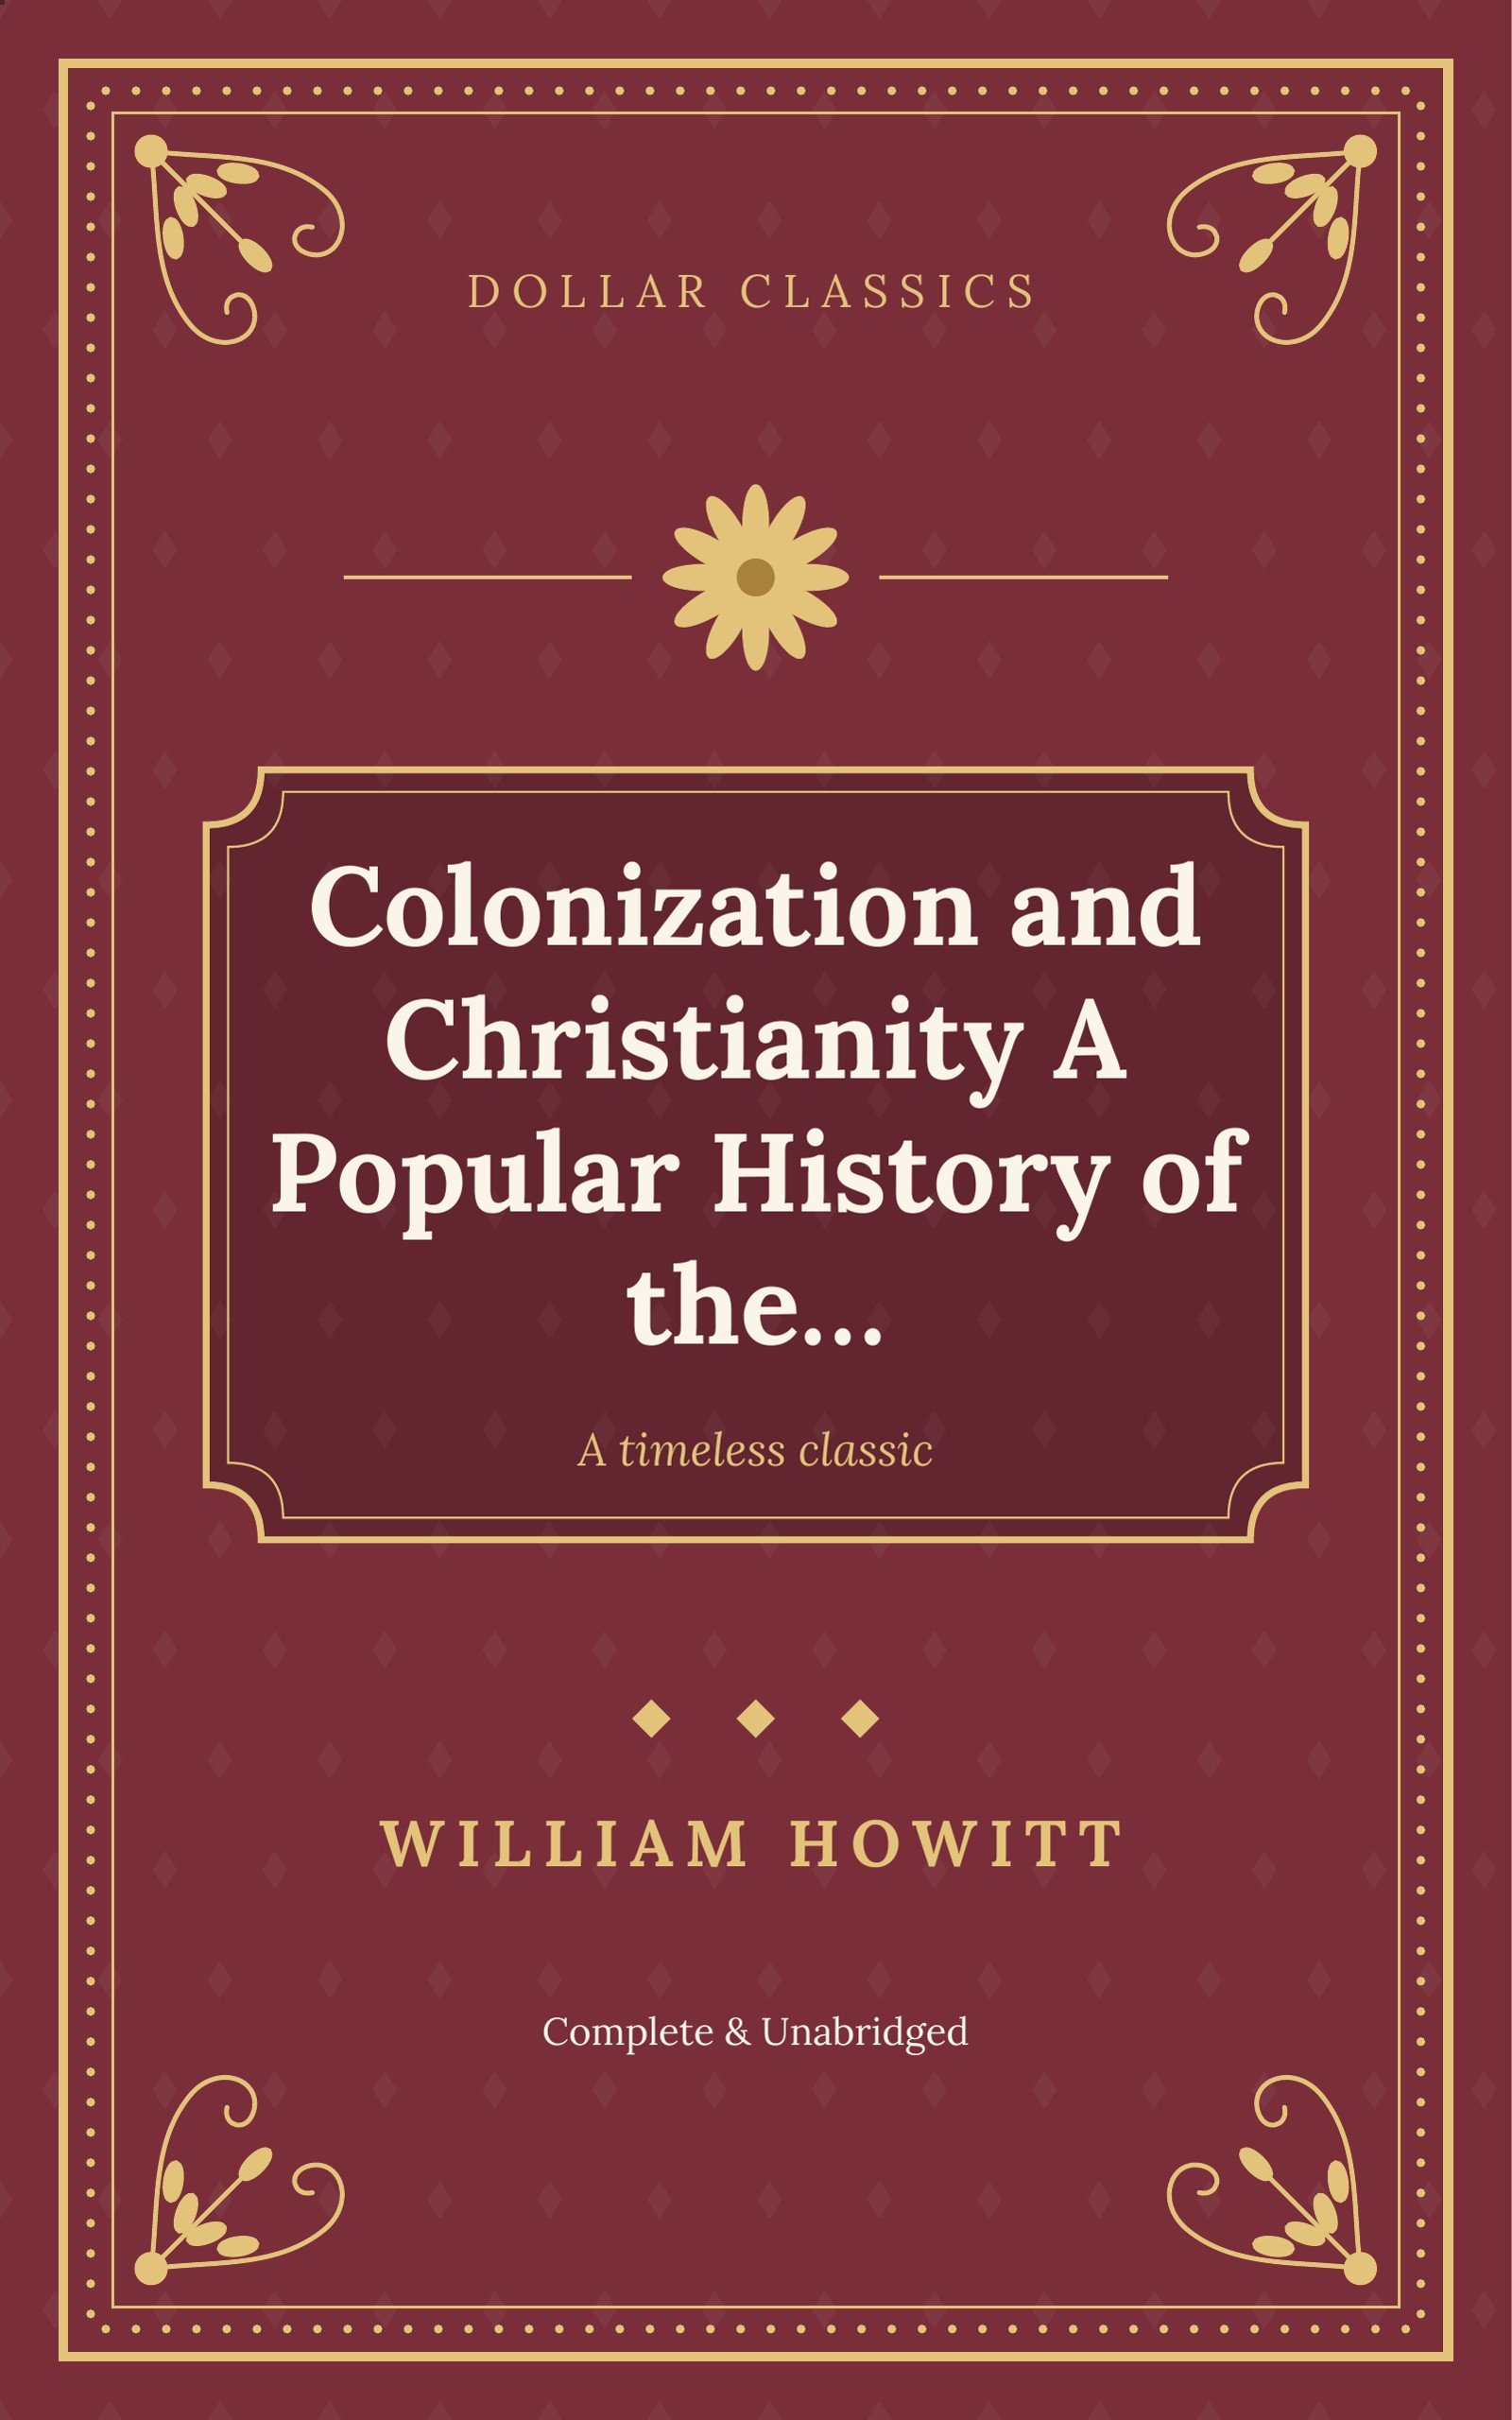 DOLLAR CLASSICS
Colonization and
Christianity A
Popular History of
the...
A timeless classic
WILLIAM HOWITT
Complete & Unabridged